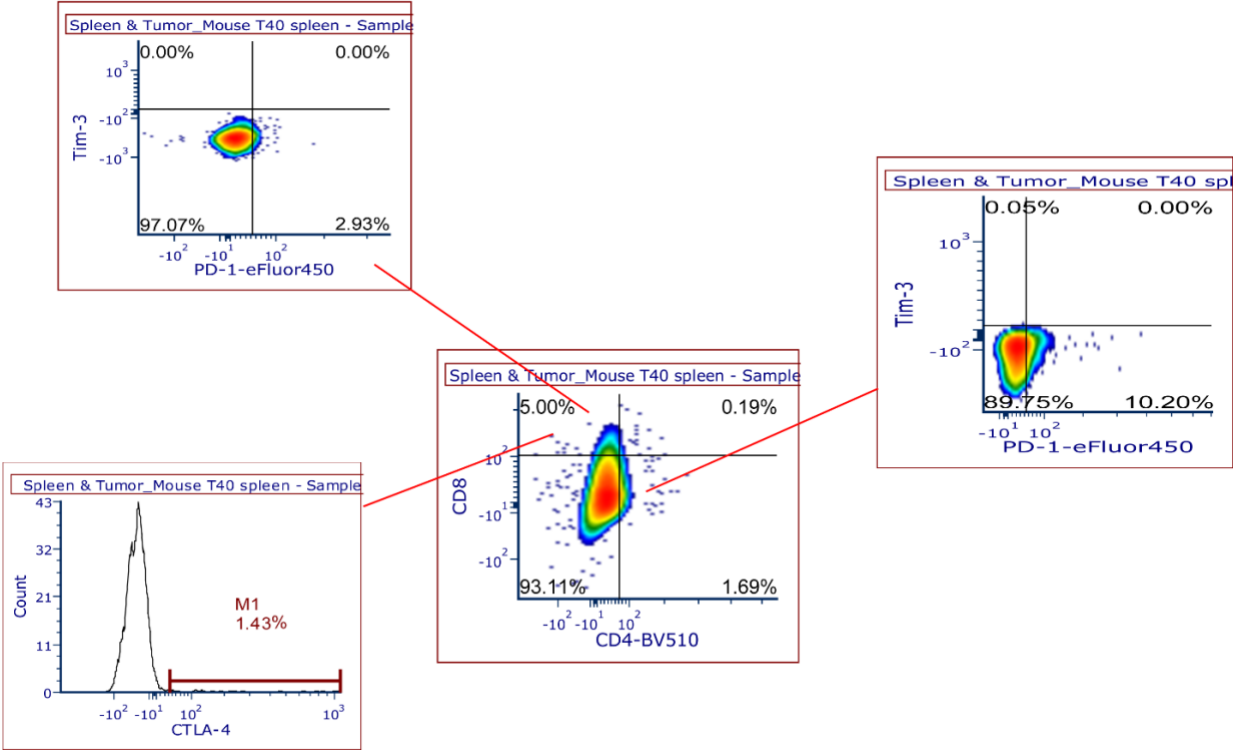 Spleen & Tumor_Mouse T40 spleen - Sample
0.00% 0.00%
10³
-10²
-10³
Tim-3
97.07% 2.93%
-10² -10¹ 10²
PD-1-eFluor450
Spleen & Tumor_Mouse T40 spl
0.05% 0.00%
10³
-10²
Tim-3
89.75% 10.20%
-10¹ 10²
PD-1-eFluor450
Spleen & Tumor_Mouse T40 spleen - Sample
5.00% 0.19%
10²
-10¹
-10²
CD8
93.11% 1.69%
-10² -10¹ 10²
CD4-BV510
Spleen & Tumor_Mouse T40 spleen - Sample
43
32
21
11
0
Count
M1
1.43%
-10² -10¹ 10² 10³
CTLA-4